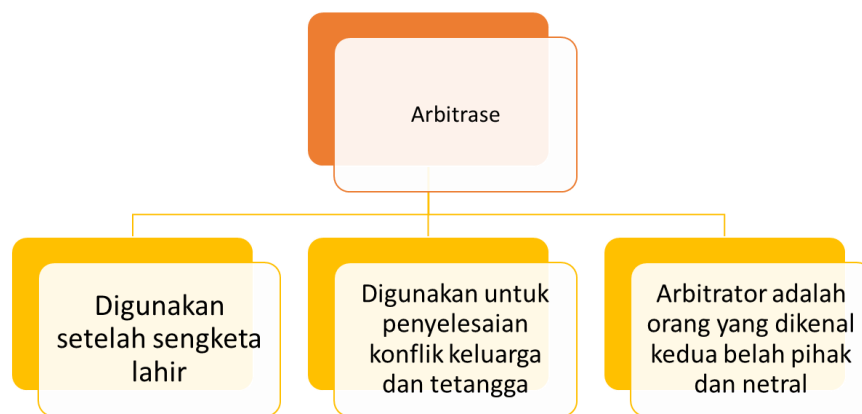 Arbitrase
Digunakan
setelah sengketa
lahir
Digunakan untuk
penyelesaian
konflik keluarga
dan tetangga
Arbitrator adalah
orang yang dikenal
kedua belah pihak
dan netral